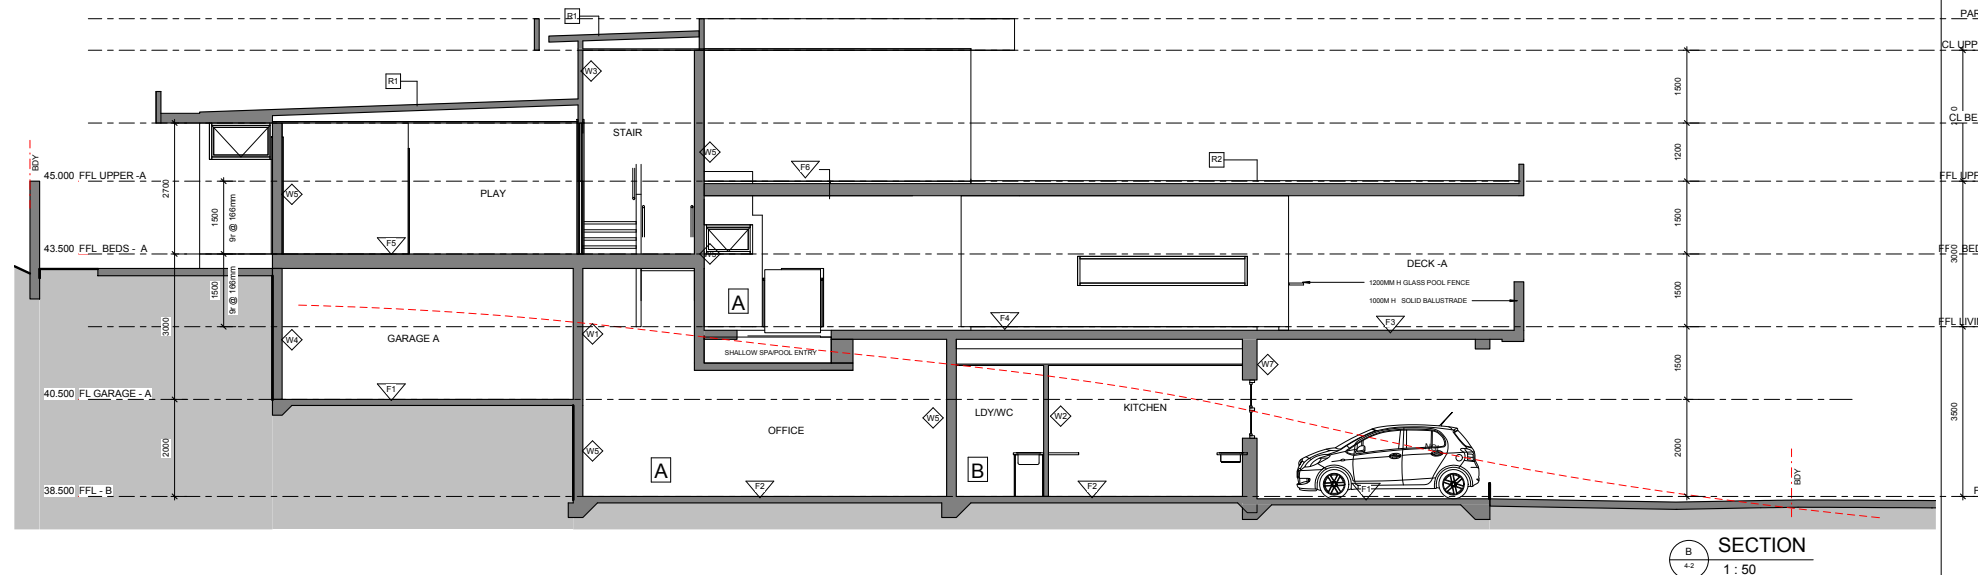 R1
PAR
CL UPP
W3
R1
1500
CL BE
STAIR
BDY
W5
R2
1200
F6
45.000 FFL UPPER -A
FFL UPP
2700
W5
PLAY
1500
9r @ 166mm
1500
43.500 FFL BEDS - A
F5
3000
DECK -A
1500
9r @ 166mm
1200MM H GLASS POOL FENCE
1500
A
1000M H SOLID BALUSTRADE
F4
F3
FFL LIVI
3000
W4
GARAGE A
W1
SHALLOW SPA/POOL ENTRY
W7
1500
40.500 FL GARAGE - A
F1
W5
LDY/WC
W2
KITCHEN
3500
OFFICE
2000
W5
2000
A
B
BDY
38.500 FFL - B
F2
F2
F1
F
B
4-2
SECTION
1 : 50